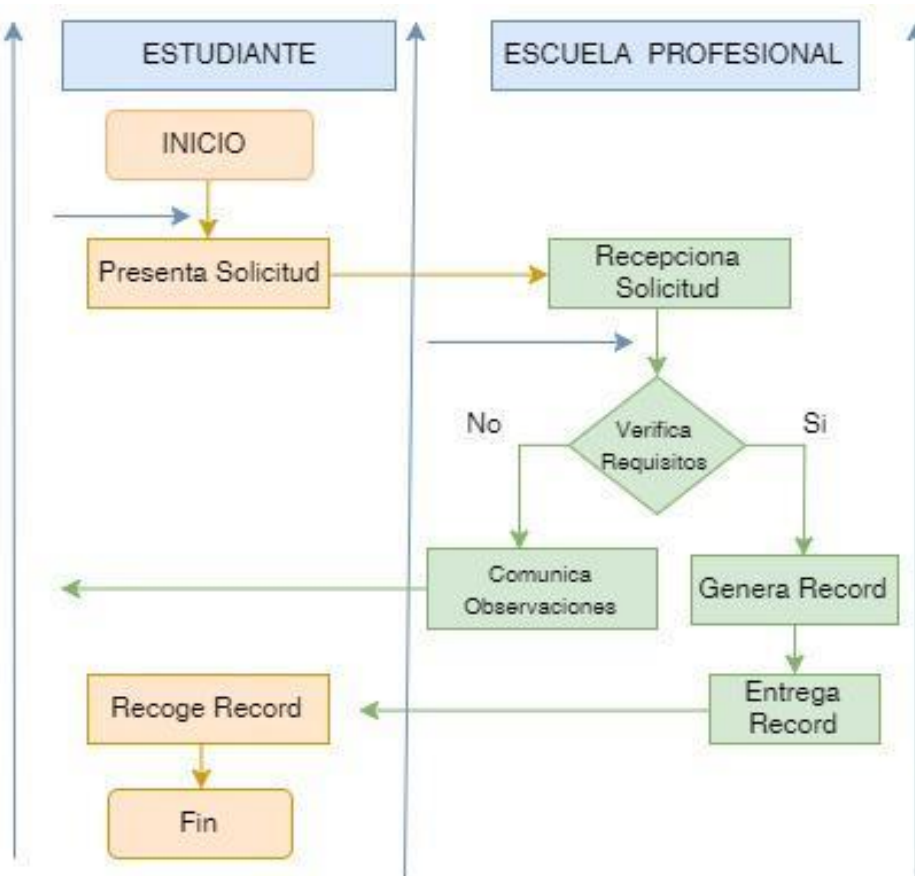 ESTUDIANTE
ESCUELA PROFESIONAL
INICIO
Presenta Solicitud
Recepciona
Solicitud
No
Verifica
Requisitos
Si
Comunica
Observaciones
Genera Record
Recoge Record
Entrega
Record
Fin